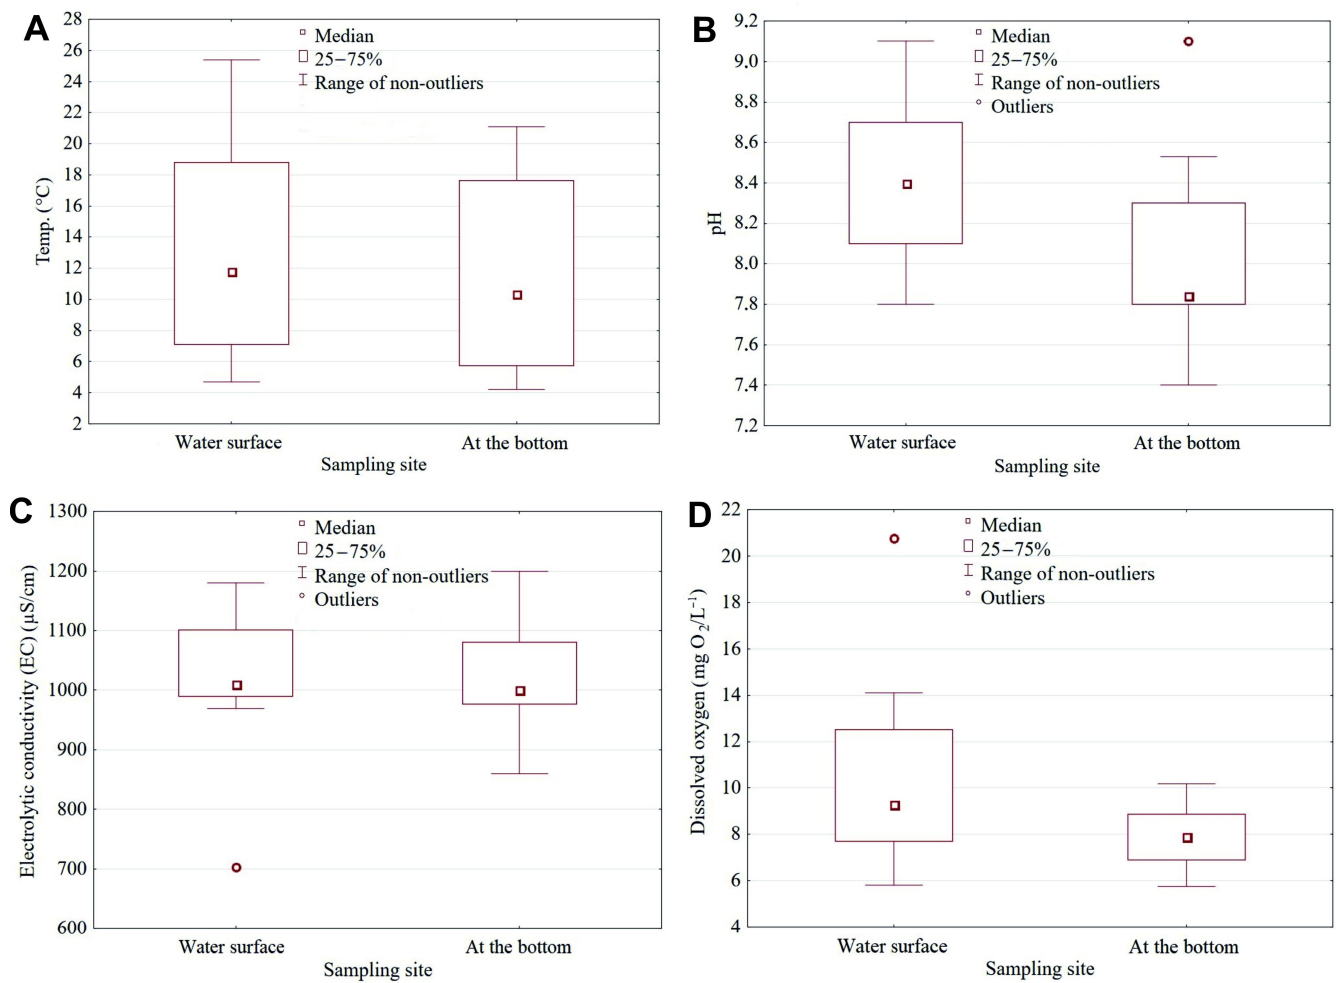 A
28
26
24
22
20
18
16
14
12
10
8
6
4
2
Temp. (°C)
Median
25–75%
Range of non-outliers
Water surface
At the bottom
Sampling site
B
9.2
9.0
8.8
8.6
8.4
8.2
8.0
7.8
7.6
7.4
7.2
pH
Median
25–75%
Range of non-outliers
Outliers
Water surface
At the bottom
Sampling site
C
1300
1200
1100
1000
900
800
700
600
Electrolytic conductivity (EC) (µS/cm)
Median
25–75%
Range of non-outliers
Outliers
Water surface
At the bottom
Sampling site
D
22
20
18
16
14
12
10
8
6
4
Dissolved oxygen (mg O₂/L⁻¹)
Median
25–75%
Range of non-outliers
Outliers
Water surface
At the bottom
Sampling site